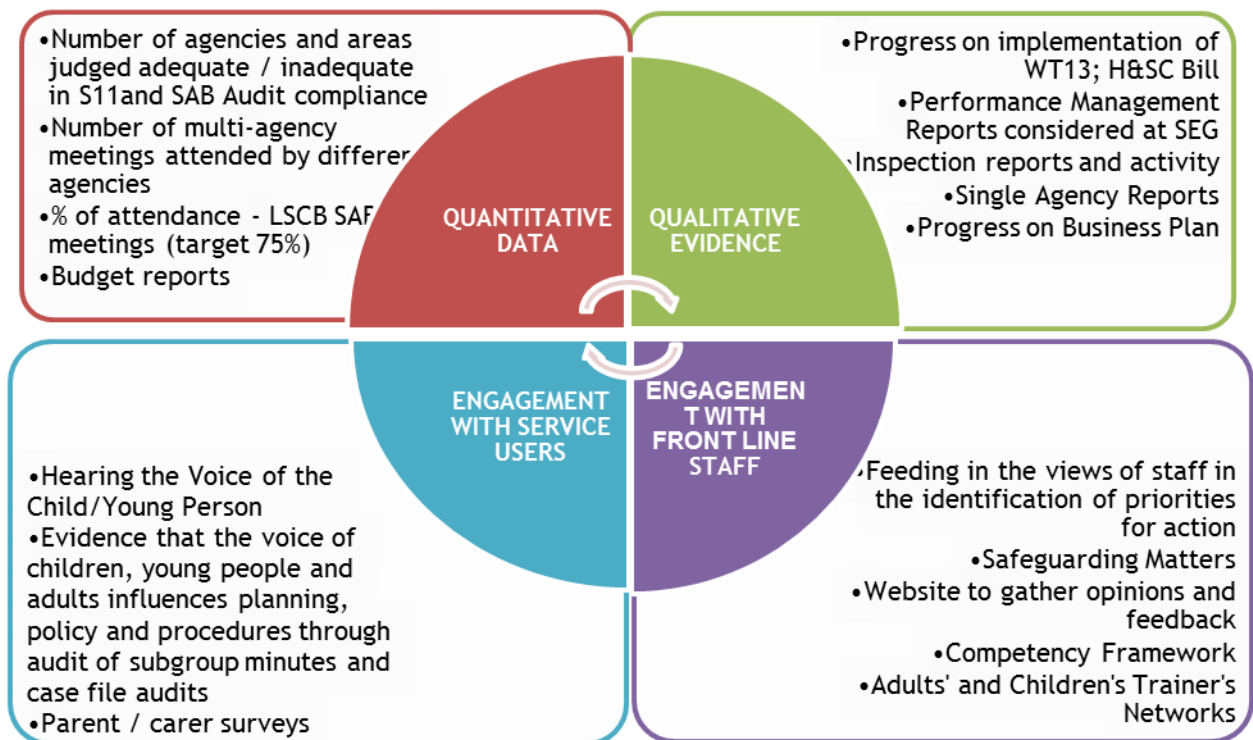 •Number of agencies and areas
judged adequate / inadequate
in S11and SAB Audit compliance
•Number of multi-agency
meetings attended by differe
agencies
•% of attendance - LSCB
meetings (target 75%)
•Budget reports
QUANTITATIVE
DATA
QUALITATIVE
EVIDENCE
•Progress on implementation of
WT13; H&SC Bill
•Performance Management
Reports considered at SEG
•Inspection reports and activity
•Single Agency Reports
•Progress on Business Plan
ENGAGEMENT
WITH SERVICE
USERS
ENGAGEMEN
T WITH
FRONT LINE
STAFF
•Hearing the Voice of the
Child/Young Person
•Evidence that the voice of
children, young people and
adults influences planning,
policy and procedures through
audit of subgroup minutes and
case file audits
•Parent / carer surveys
•Feeding in the views of staff in
the identification of priorities
for action
•Safeguarding Matters
•Website to gather opinions and
feedback
•Competency Framework
•Adults' and Children's Trainer's
Networks